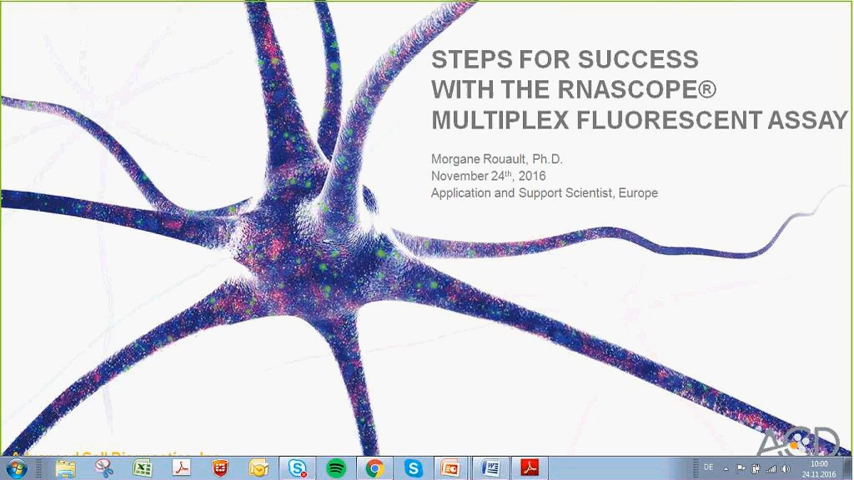 STEPS FOR SUCCESS
WITH THE RNASCOPE®
MULTIPLEX FLUORESCENT ASSAY
Morgane Rouault, Ph.D.
November 24th, 2016
Application and Support Scientist, Europe
ACD
DE
10:00
24.11.2016